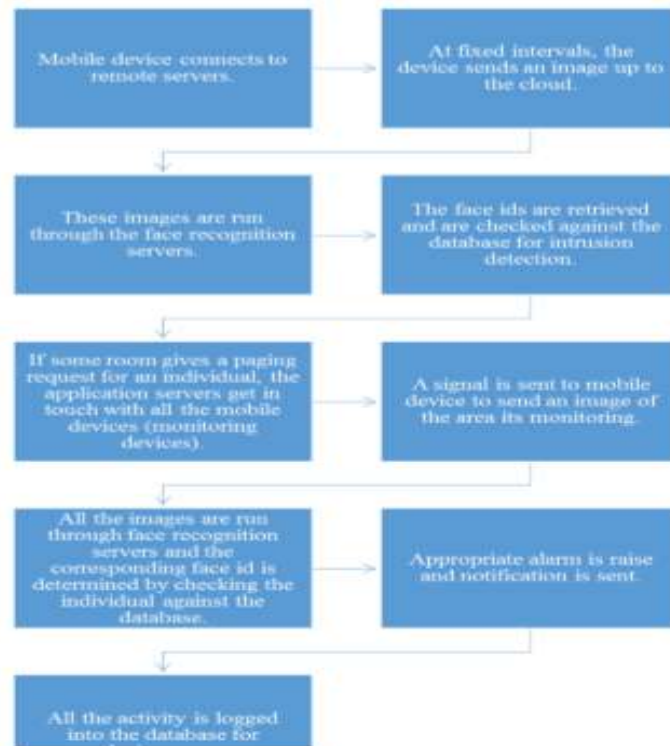 Mobile device connects to
remote servers.
At fixed intervals, the
device sends an image up to
the cloud.
These images are run
through the face recognition
servers.
The face ids are retrieved
and are checked against the
database for intrusion
detection.
If some room gives a paging
request for an individual, the
application servers get in
touch with all the mobile
devices (monitoring
devices).
A signal is sent to mobile
device to send an image of
the area its monitoring.
All the images are run
through face recognition
servers and the
corresponding face id is
determined by checking the
individual against the
database.
Appropriate alarm is raise
and notification is sent.
All the activity is logged
into the database for